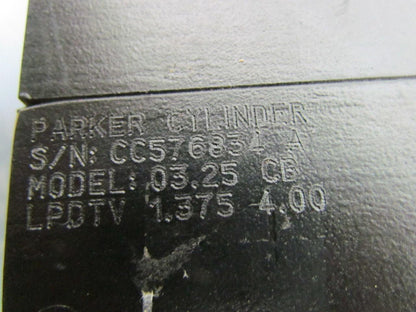 PARKER CYLINDER
S/N: CC576834 A
MODEL: 03.25 CB
LPDTV 1.375 4.00